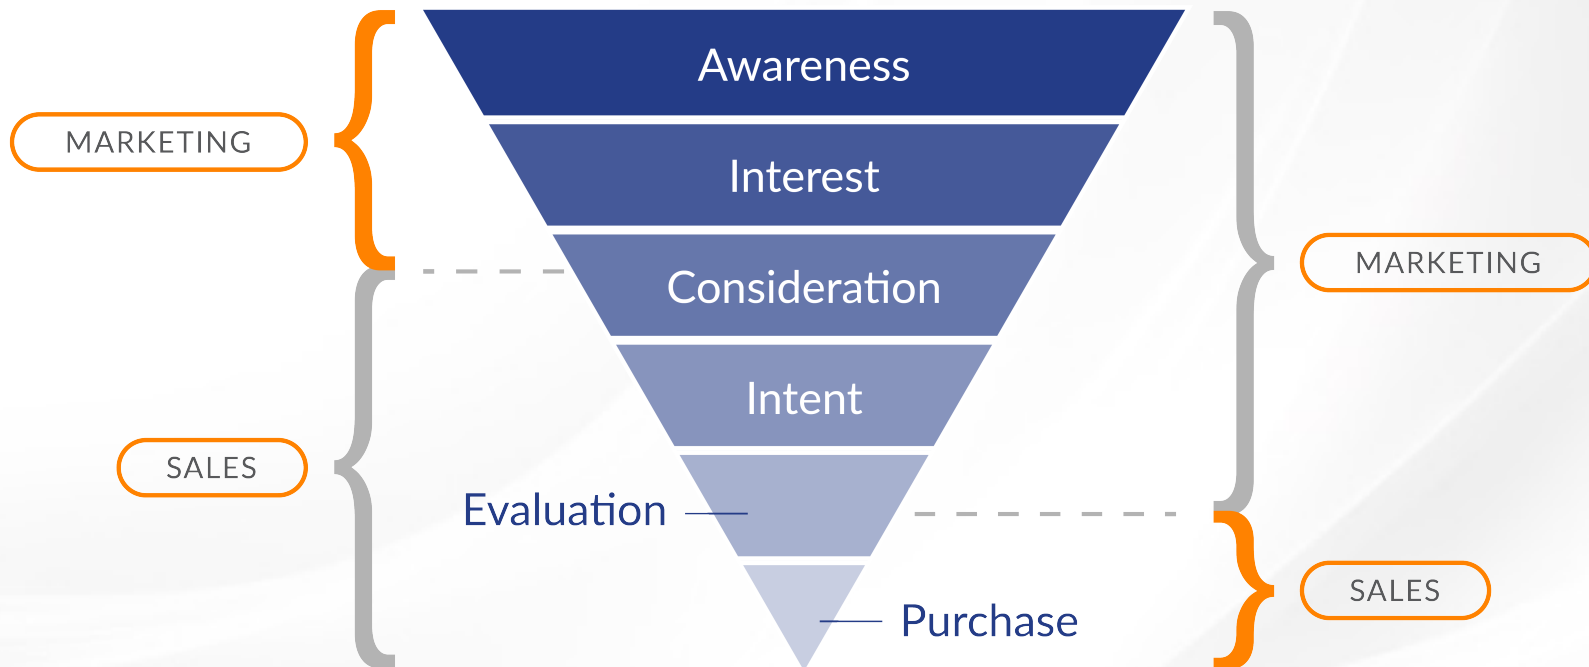 Awareness
MARKETING
Interest
Consideration
MARKETING
Intent
SALES
Evaluation
SALES
Purchase